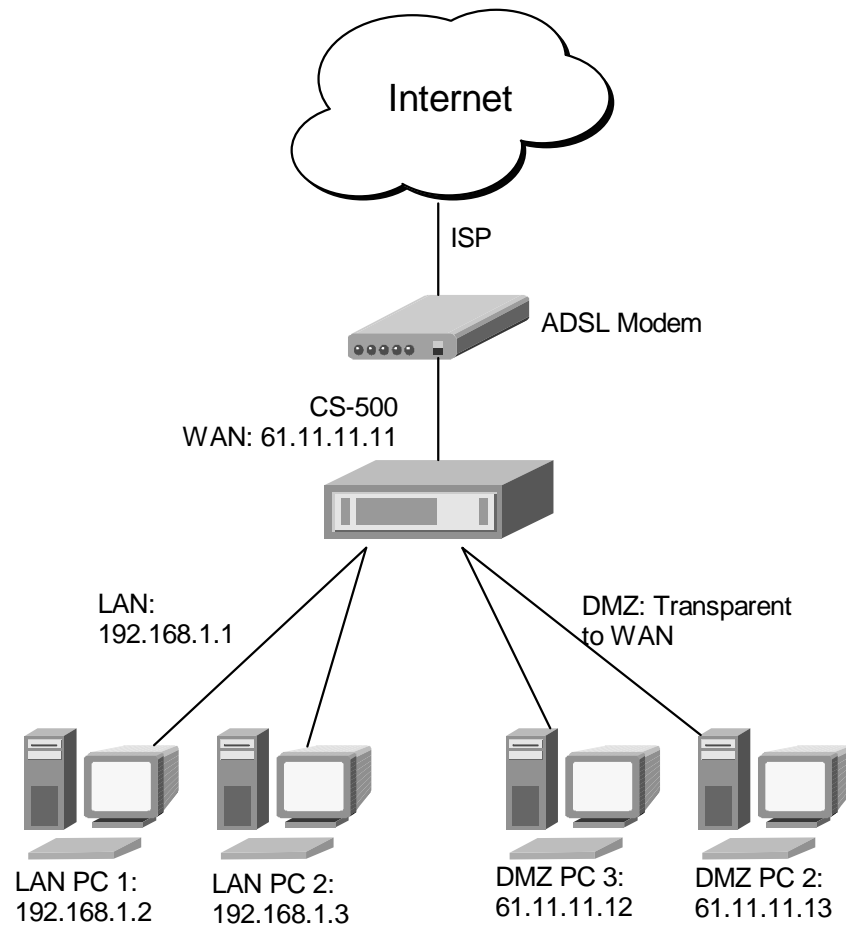 Internet
ISP
ADSL Modem
CS-500
WAN: 61.11.11.11
LAN:
192.168.1.1
DMZ: Transparent
to WAN
LAN PC 1:
192.168.1.2
LAN PC 2:
192.168.1.3
DMZ PC 3:
61.11.11.12
DMZ PC 2:
61.11.11.13